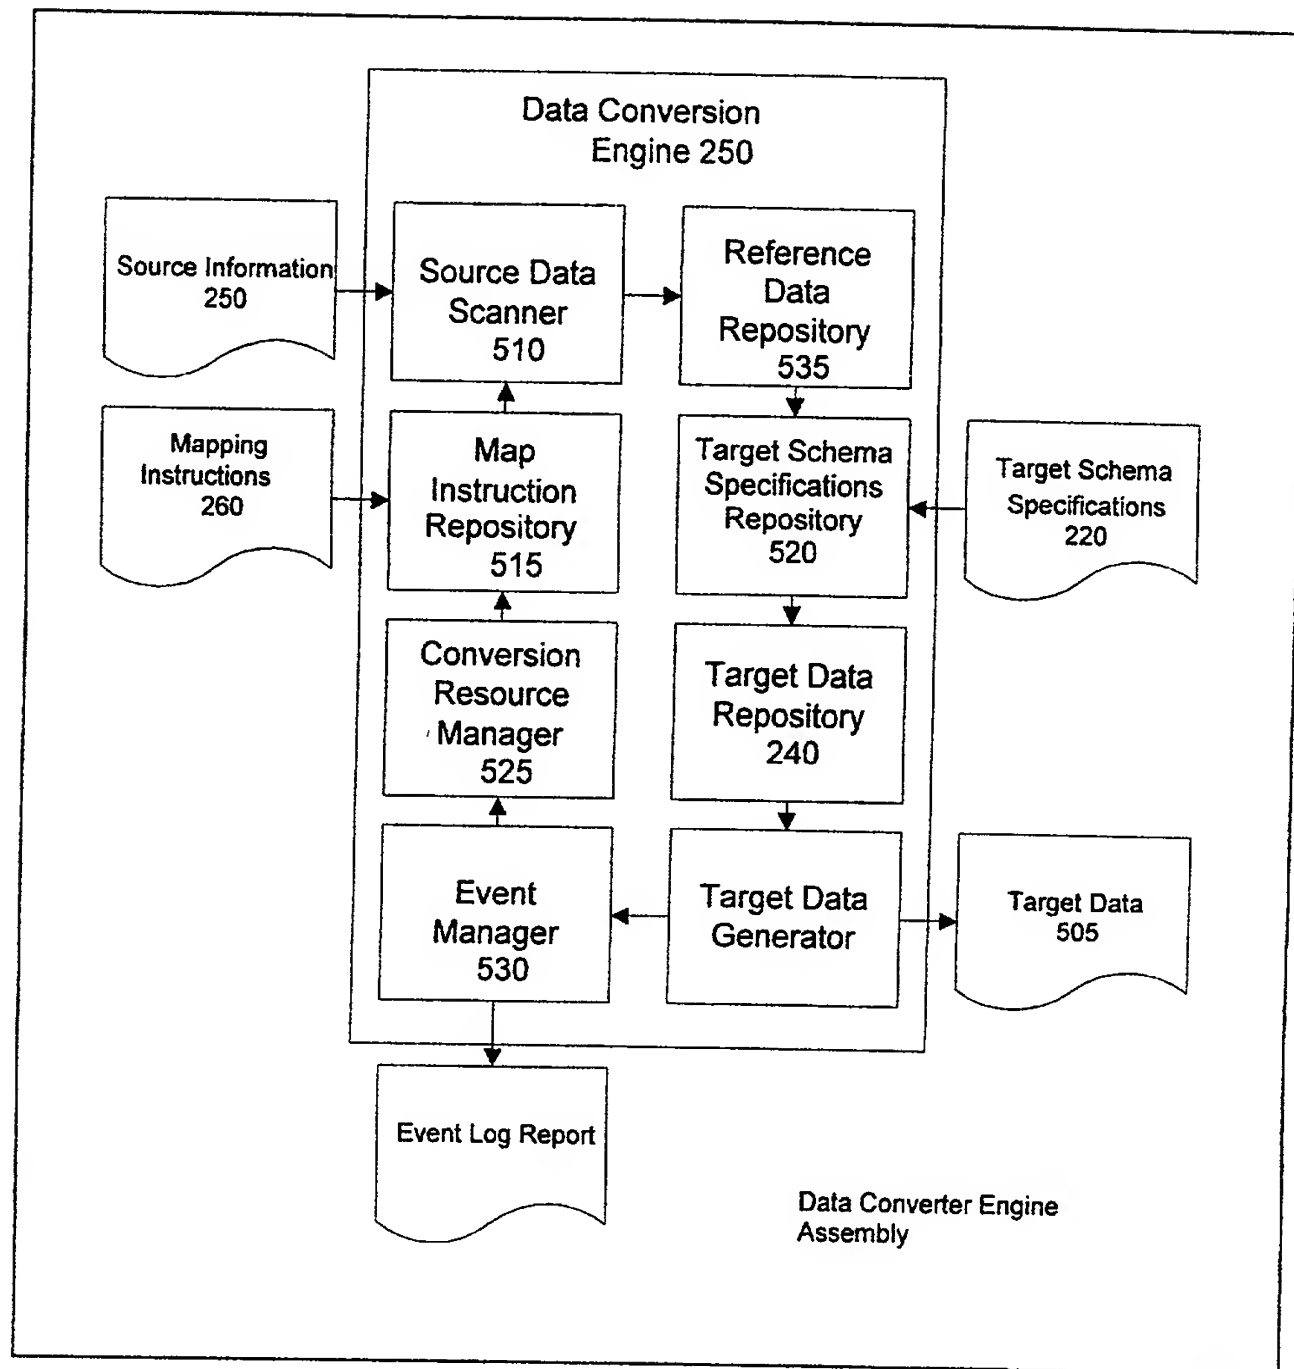 Data Conversion
Engine 250
Source Information
250
Source Data
Scanner
510
Reference
Data
Repository
535
Mapping
Instructions
260
Map
Instruction
Repository
515
Target Schema
Specifications
Repository
520
Target Schema
Specifications
220
Conversion
Resource
Manager
525
Target Data
Repository
240
Event
Manager
530
Target Data
Generator
Target Data
505
Event Log Report
Data Converter Engine
Assembly